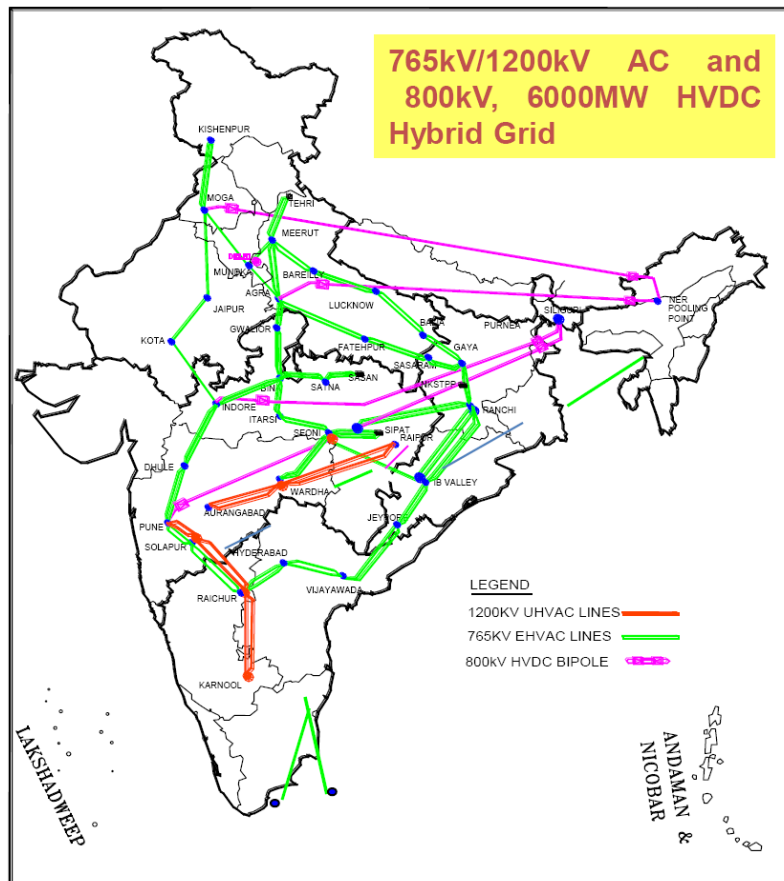 765kV/1200kV AC and
800kV, 6000MW HVDC
Hybrid Grid
KISHENPUR
MOGA
TEHRI
MEERUT
BAREILLY
AGRA
LUCKNOW
JAIPUR
SILIGURI
NER
POOLING
POINT
PURNEA
GWALIOR
KOTA
FATEHPUR
GAYA
SASARAM
SASAN
SATNA
NKSTPP
INDORE
RANCHI
ITARSI
SEONI
SIPAT
RAIPUR
DHULE
WARDHA
IB VALLEY
AURANGABAD
JEYPORE
PUNE
SOLAPUR
HYDERABAD
RAICHUR
VIJAYAWADA
KARNOOL
LEGEND
1200KV UHVAC LINES
765KV EHVAC LINES
800kV HVDC BIPOLE
LAKSHADWEEP
ANDAMAN &
NICOBAR